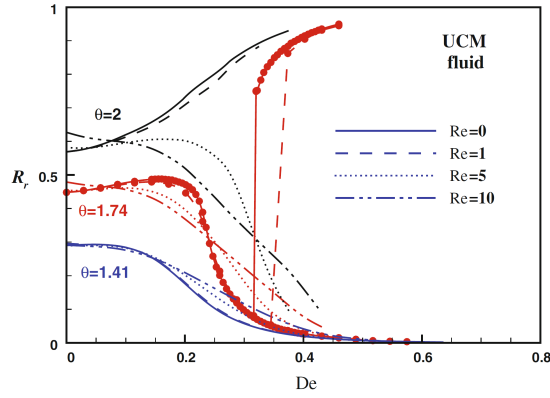 1
UCM
fluid
θ=2
Re=0
Re=1
0.5
Re=5
R_r
Re=10
θ=1.74
θ=1.41
0
0 0.2 0.4 0.6 0.8
De